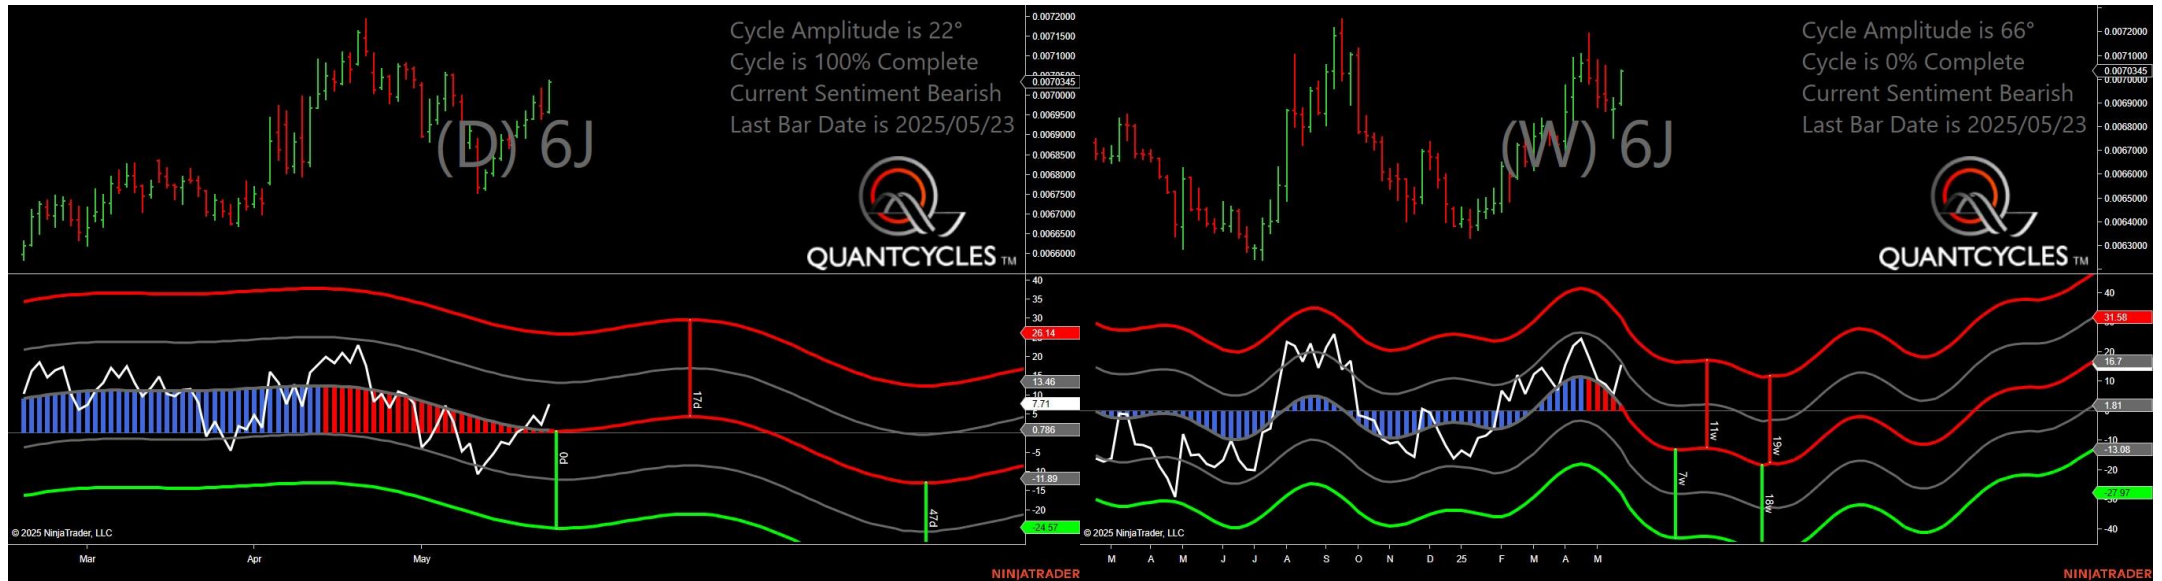 Cycle Amplitude is 22°
Cycle is 100% Complete
Current Sentiment Bearish
Last Bar Date is 2025/05/23
(D) 6J
QUANTCYCLES TM
0.0072000
0.0071500
0.0071000
0.0070345
0.0070000
0.0069500
0.0069000
0.0068500
0.0068000
0.0067500
0.0067000
0.0066500
0.0066000
40
35
30
26.14
20
13.46
10
7.71
5
0.786
-5
-11.89
-15
-20
-24.57
17d
0d
47d
© 2025 NinjaTrader, LLC
Mar
Apr
May
NINJATRADER
Cycle Amplitude is 66°
Cycle is 0% Complete
Current Sentiment Bearish
Last Bar Date is 2025/05/23
(W) 6J
QUANTCYCLES TM
0.0072000
0.0071000
0.0070345
0.0070000
0.0069000
0.0068000
0.0067000
0.0066000
0.0065000
0.0064000
0.0063000
40
31.58
20
16.7
10
1.81
-10
-13.08
-20
-27.97
-40
11w
19w
7w
18w
© 2025 NinjaTrader, LLC
M A M J J A S O N D 25 F M A M
NINJATRADER